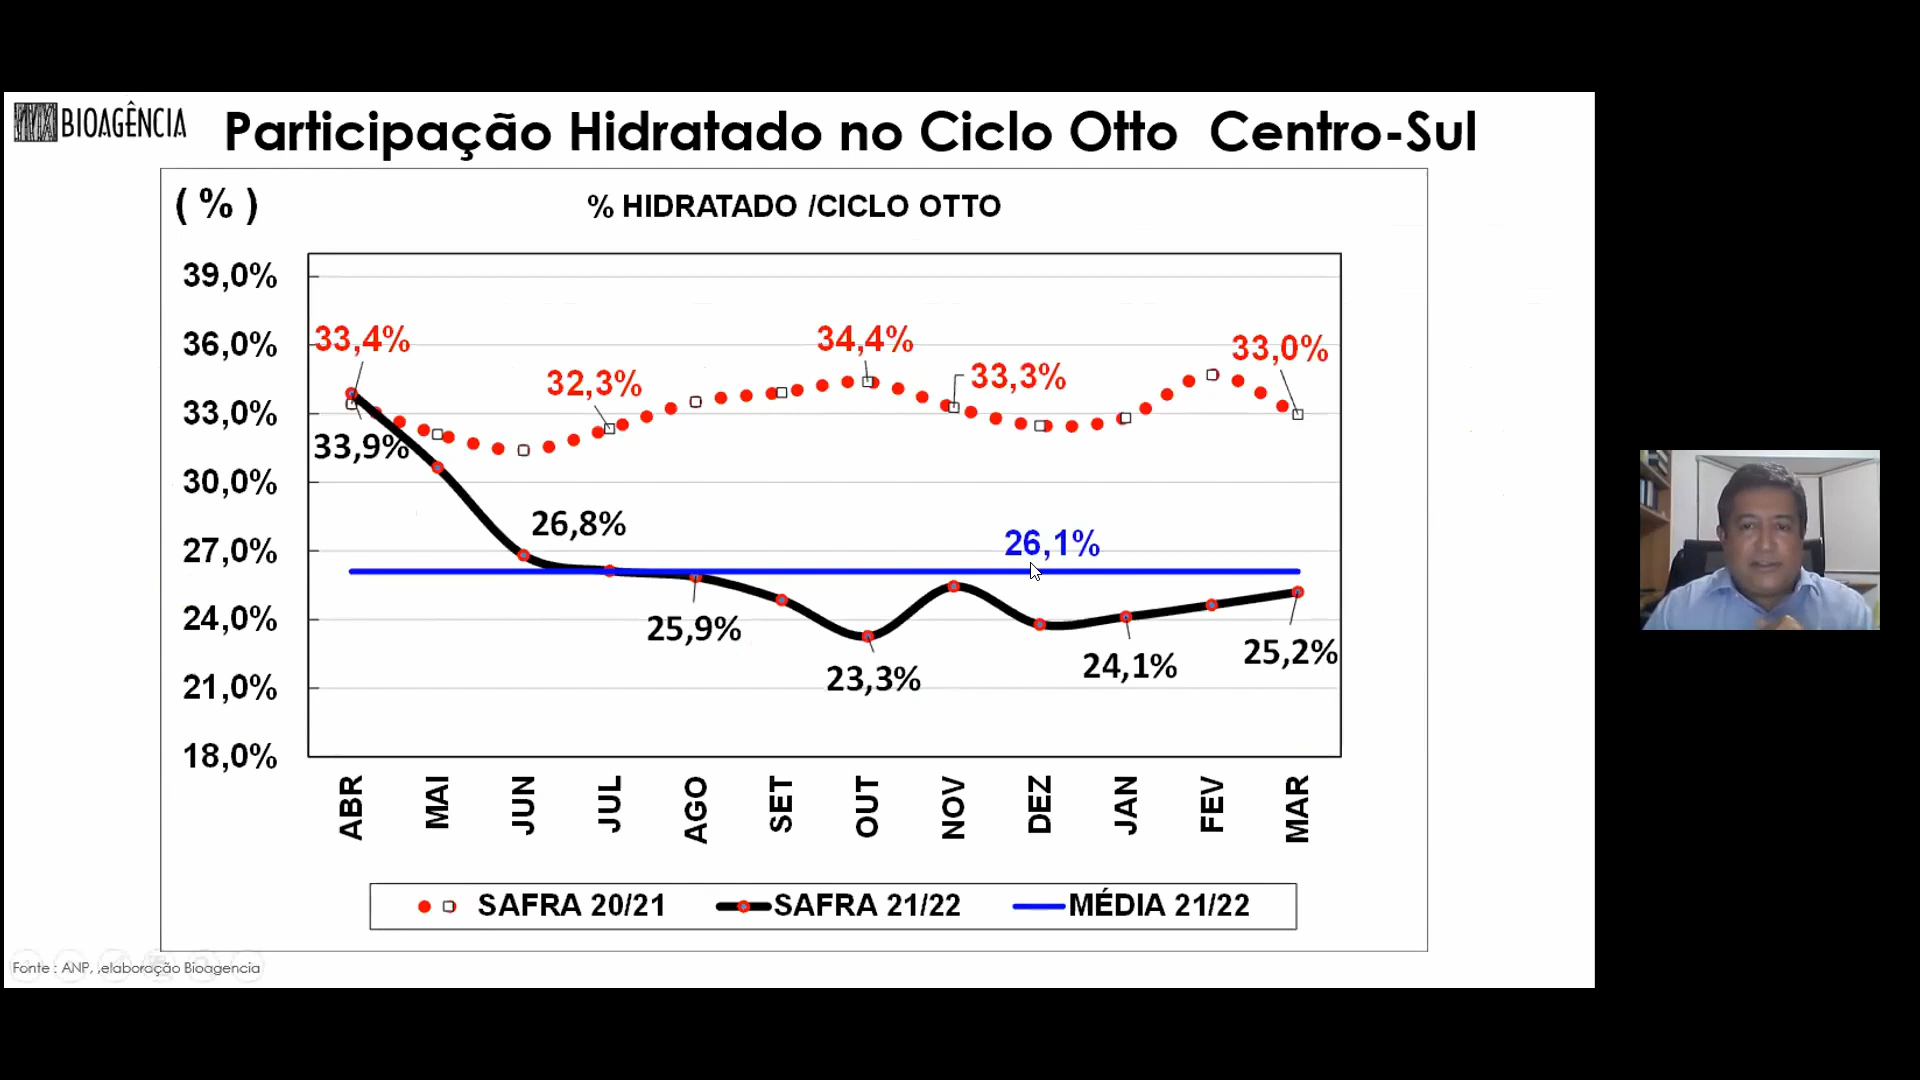 BIOAGÊNCIA
Participação Hidratado no Ciclo Otto Centro-Sul
( % )
% HIDRATADO /CICLO OTTO
39,0%
36,0%
33,0%
30,0%
27,0%
24,0%
21,0%
18,0%
33,4%
32,3%
34,4%
33,3%
33,0%
33,9%
26,8%
26,1%
25,9%
23,3%
24,1%
25,2%
ABR
MAI
JUN
JUL
AGO
SET
OUT
NOV
DEZ
JAN
FEV
MAR
SAFRA 20/21
SAFRA 21/22
MÉDIA 21/22
Fonte : ANP, ,elaboração Bioagencia